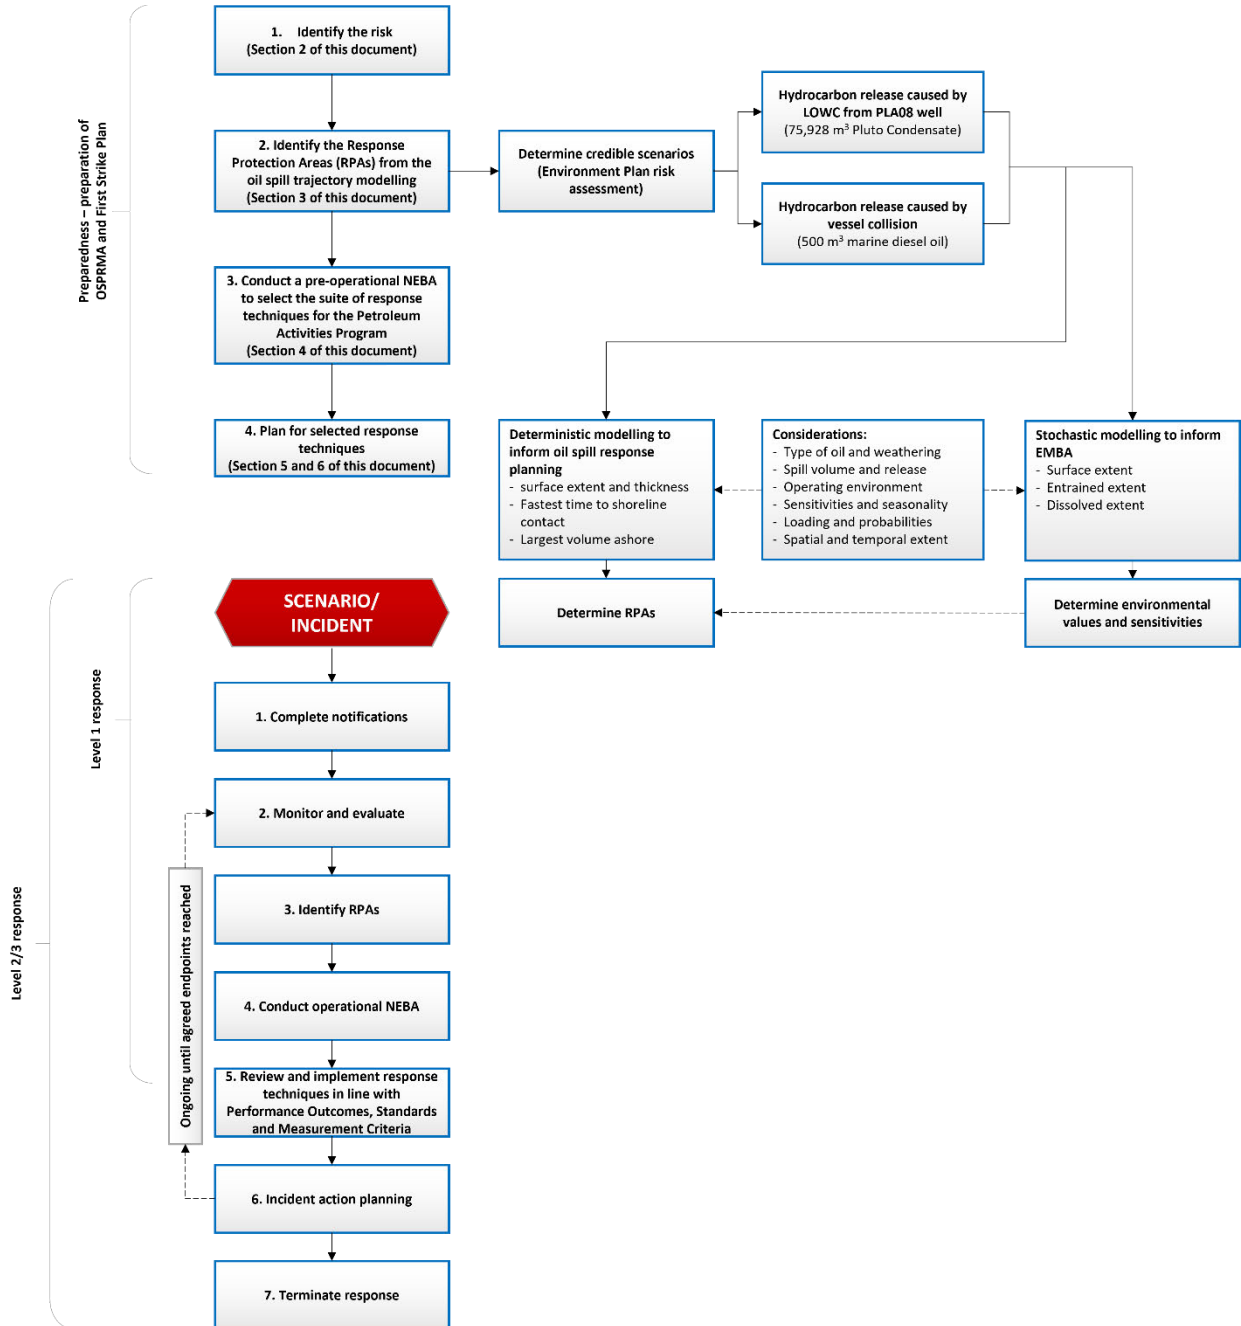 Preparedness – preparation of
OSPRMA and First Strike Plan
1. Identify the risk
(Section 2 of this document)
2. Identify the Response
Protection Areas (RPAs) from the
oil spill trajectory modelling
(Section 3 of this document)
3. Conduct a pre-operational NEBA
to select the suite of response
techniques for the Petroleum
Activities Program
(Section 4 of this document)
4. Plan for selected response
techniques
(Section 5 and 6 of this document)
Determine credible scenarios
(Environment Plan risk
assessment)
Hydrocarbon release caused by
LOWC from PLA08 well
(75,928 m³ Pluto Condensate)
Hydrocarbon release caused by
vessel collision
(500 m³ marine diesel oil)
Deterministic modelling to
inform oil spill response
planning
- surface extent and thickness
- Fastest time to shoreline
contact
- Largest volume ashore
Considerations:
- Type of oil and weathering
- Spill volume and release
- Operating environment
- Sensitivities and seasonality
- Loading and probabilities
- Spatial and temporal extent
Stochastic modelling to inform
EMBA
- Surface extent
- Entrained extent
- Dissolved extent
Determine RPAs
Determine environmental
values and sensitivities
Level 2/3 response
Level 1 response
SCENARIO/
INCIDENT
1. Complete notifications
2. Monitor and evaluate
3. Identify RPAs
4. Conduct operational NEBA
5. Review and implement response
techniques in line with
Performance Outcomes, Standards
and Measurement Criteria
6. Incident action planning
7. Terminate response
Ongoing until agreed endpoints reached